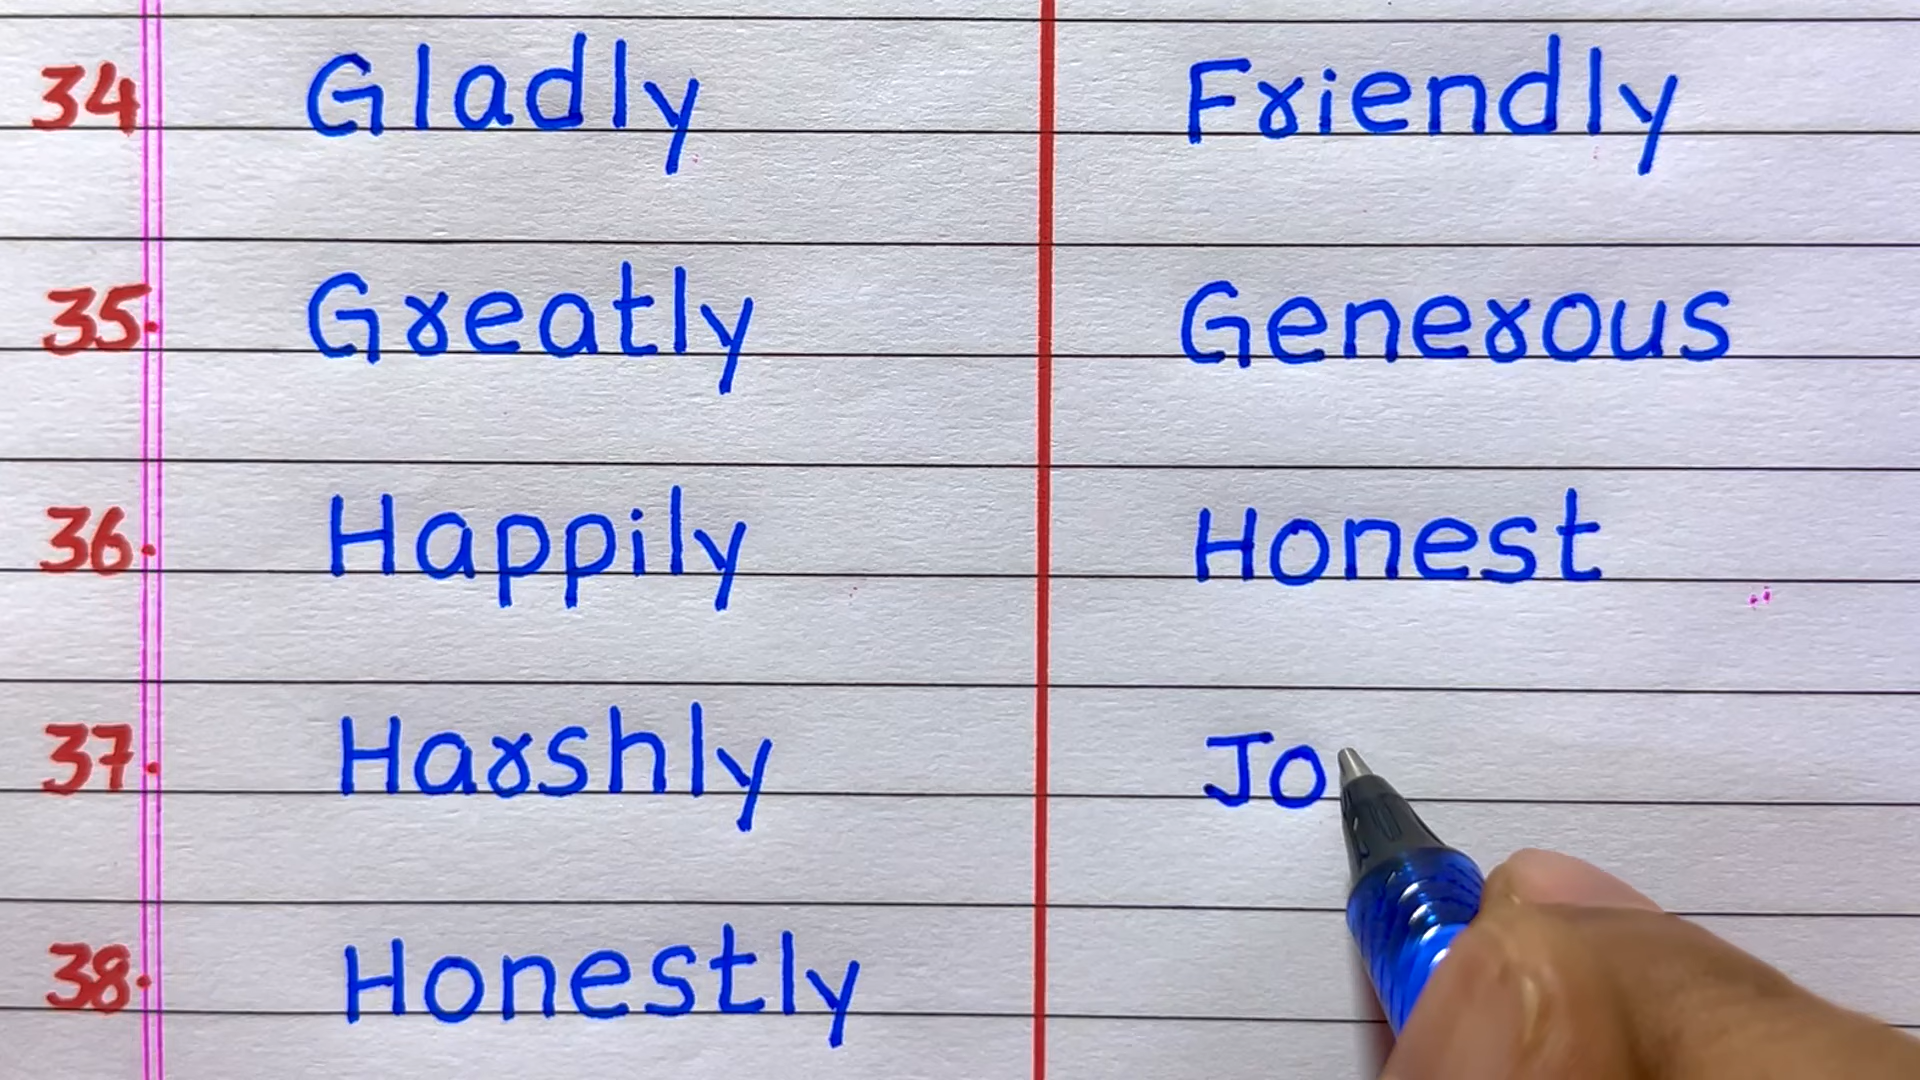 34 Gladly Friendly
35. Greatly Generous
36. Happily Honest
37. Harshly Jo
38. Honestly